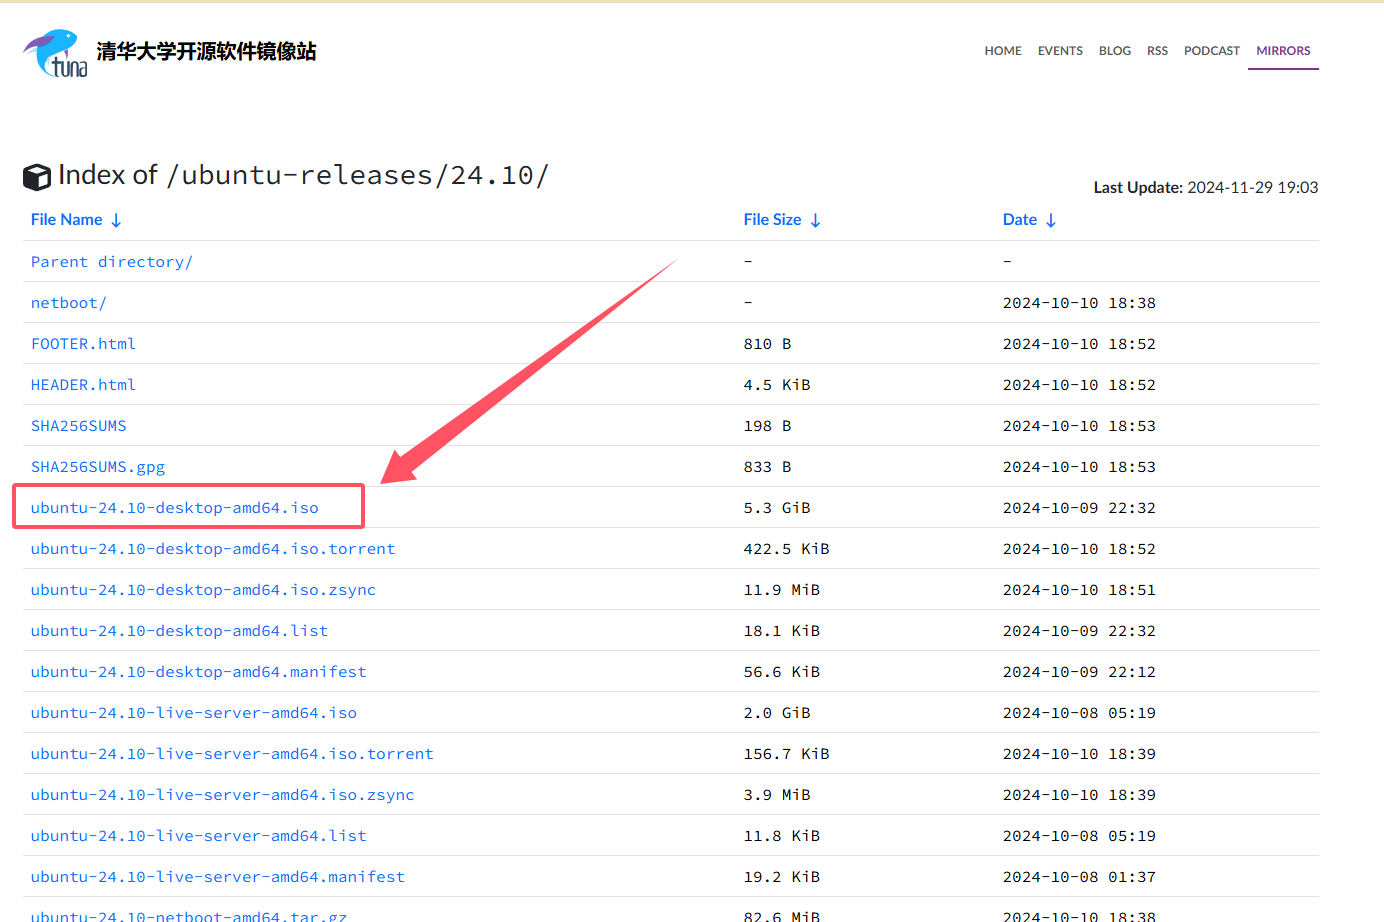 tuna
清华大学开源软件镜像站
HOME EVENTS BLOG RSS PODCAST MIRRORS
Index of /ubuntu-releases/24.10/
Last Update: 2024-11-29 19:03
File Name ↓ File Size ↓ Date ↓
Parent directory/ - -
netboot/ - 2024-10-10 18:38
FOOTER.html 810 B 2024-10-10 18:52
HEADER.html 4.5 KiB 2024-10-10 18:52
SHA256SUMS 198 B 2024-10-10 18:53
SHA256SUMS.gpg 833 B 2024-10-10 18:53
ubuntu-24.10-desktop-amd64.iso 5.3 GiB 2024-10-09 22:32
ubuntu-24.10-desktop-amd64.iso.torrent 422.5 KiB 2024-10-10 18:52
ubuntu-24.10-desktop-amd64.iso.zsync 11.9 MiB 2024-10-10 18:51
ubuntu-24.10-desktop-amd64.list 18.1 KiB 2024-10-09 22:32
ubuntu-24.10-desktop-amd64.manifest 56.6 KiB 2024-10-09 22:12
ubuntu-24.10-live-server-amd64.iso 2.0 GiB 2024-10-08 05:19
ubuntu-24.10-live-server-amd64.iso.torrent 156.7 KiB 2024-10-10 18:39
ubuntu-24.10-live-server-amd64.iso.zsync 3.9 MiB 2024-10-10 18:39
ubuntu-24.10-live-server-amd64.list 11.8 KiB 2024-10-08 05:19
ubuntu-24.10-live-server-amd64.manifest 19.2 KiB 2024-10-08 01:37
ubuntu-24.10-netboot-amd64.tar.gz 82.6 MiB 2024-10-10 18:38